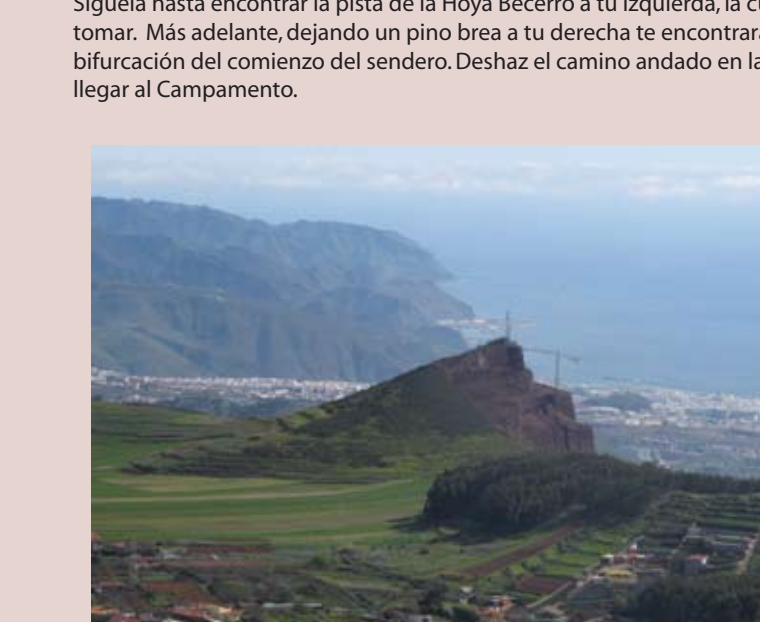 Síguela hasta encontrar la pista de la Hoya Becerro a tu izquierda, la
tomar. Más adelante, dejando un pino brea a tu derecha te
bifurcación del comienzo del sendero. Deshaz el camino andado en
llegar al Campamento.